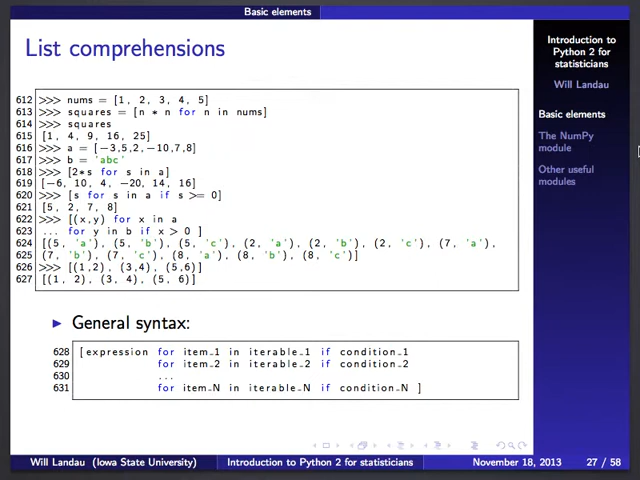 Basic elements
List comprehensions
612 >>> nums = [1, 2, 3, 4, 5]
613 >>> squares = [n * n for n in nums]
614 >>> squares
615 [1, 4, 9, 16, 25]
616 >>> a = [-3,5,2,-10,7,8]
617 >>> b = 'abc'
618 >>> [2*s for s in a]
619 [-6, 10, 4, -20, 14, 16]
620 >>> [s for s in a if s >= 0]
621 [5, 2, 7, 8]
622 >>> [(x,y) for x in a
623 ... for y in b if x > 0 ]
624 [(5, 'a'), (5, 'b'), (5, 'c'), (2, 'a'), (2, 'b'), (2, 'c'), (7, 'a'),
625 (7, 'b'), (7, 'c'), (8, 'a'), (8, 'b'), (8, 'c')]
626 >>> [(1,2), (3,4), (5,6)]
627 [(1, 2), (3, 4), (5, 6)]
General syntax:
628 [expression for item_1 in iterable_1 if condition_1
629 for item_2 in iterable_2 if condition_2
630 ...
631 for item_N in iterable_N if condition_N ]
Introduction to
Python 2 for
statisticians
Will Landau
Basic elements
The NumPy
module
Other useful
modules
Will Landau (Iowa State University) Introduction to Python 2 for statisticians November 18, 2013 27 / 58